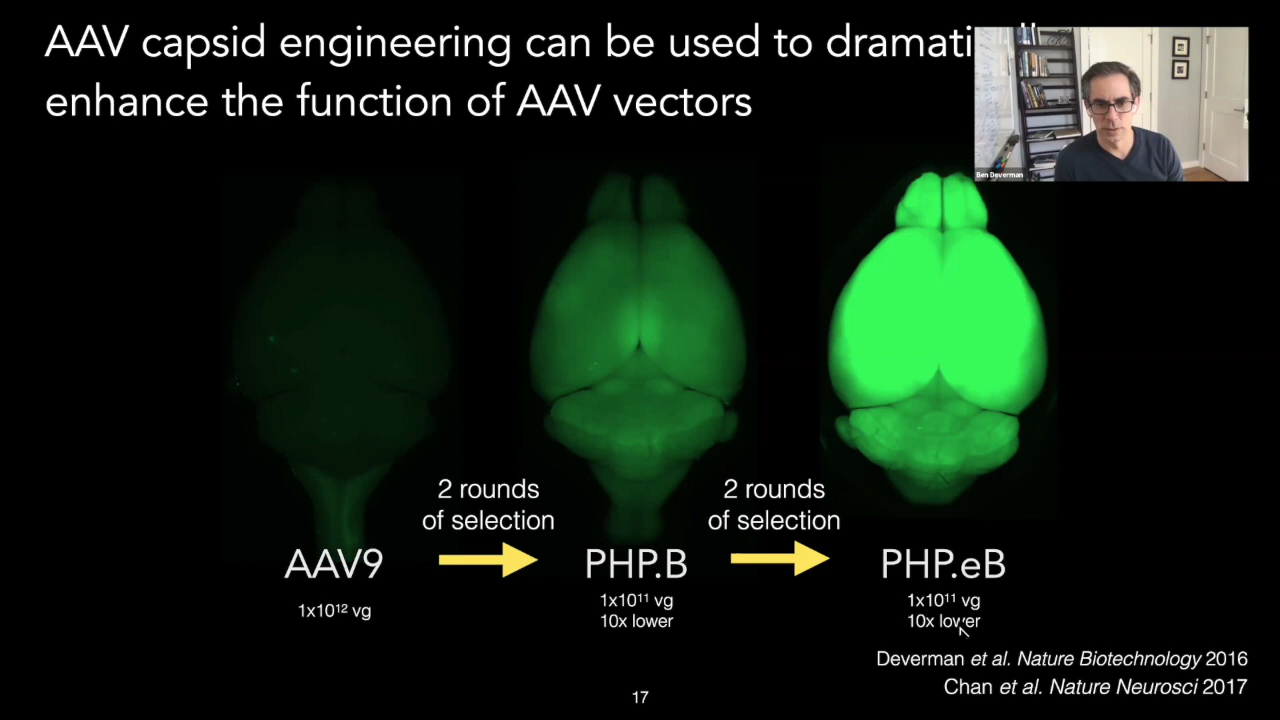 AAV capsid engineering can be used to dramati
enhance the function of AAV vectors
Ben Deverman
2 rounds
of selection
2 rounds
of selection
AAV9
PHP.B
PHP.eB
1x10¹² vg
1x10¹¹ vg
10x lower
1x10¹¹ vg
10x lower
Deverman et al. Nature Biotechnology 2016
Chan et al. Nature Neurosci 2017
17